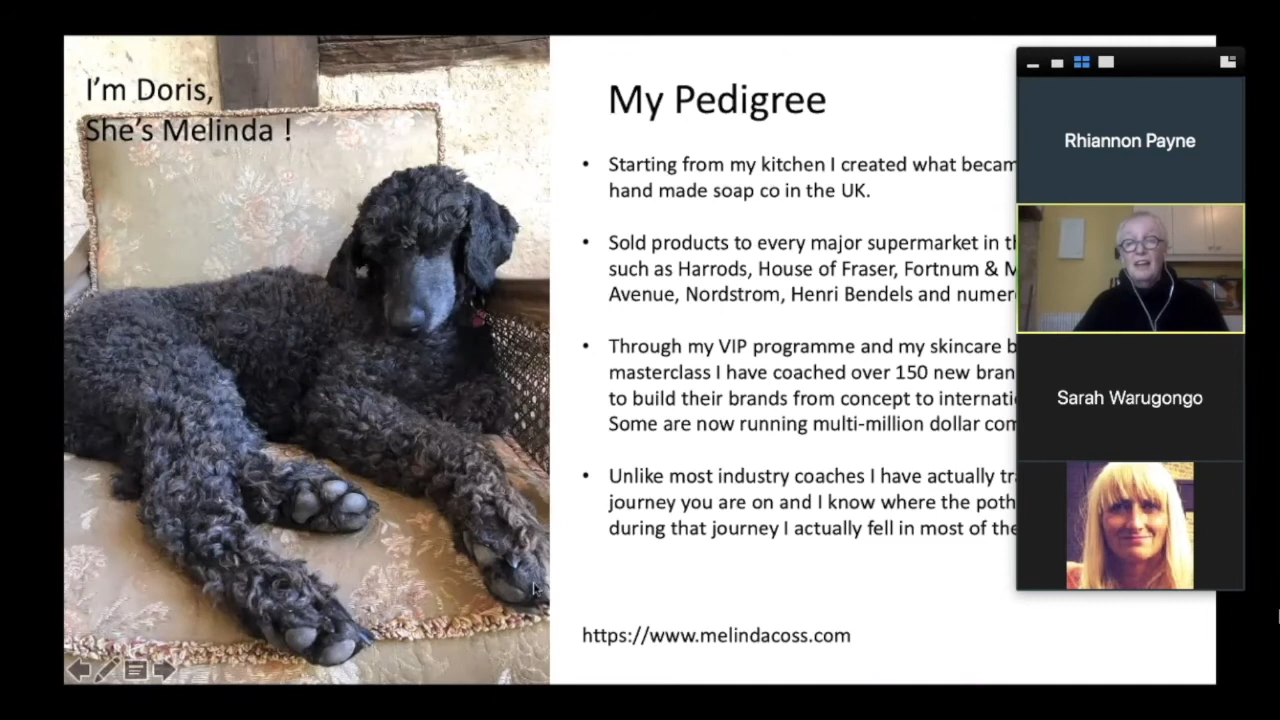 I'm Doris,
She's Melinda !
My Pedigree
• Starting from my kitchen I created what becam
hand made soap co in the UK.
• Sold products to every major supermarket in th
such as Harrods, House of Fraser, Fortnum & M
Avenue, Nordstrom, Henri Bendels and numer
• Through my VIP programme and my skincare b
masterclass I have coached over 150 new bran
to build their brands from concept to internati
Some are now running multi-million dollar com
• Unlike most industry coaches I have actually tr
journey you are on and I know where the poth
during that journey I actually fell in most of the
https://www.melindacoss.com
Rhiannon Payne
Sarah Warugongo